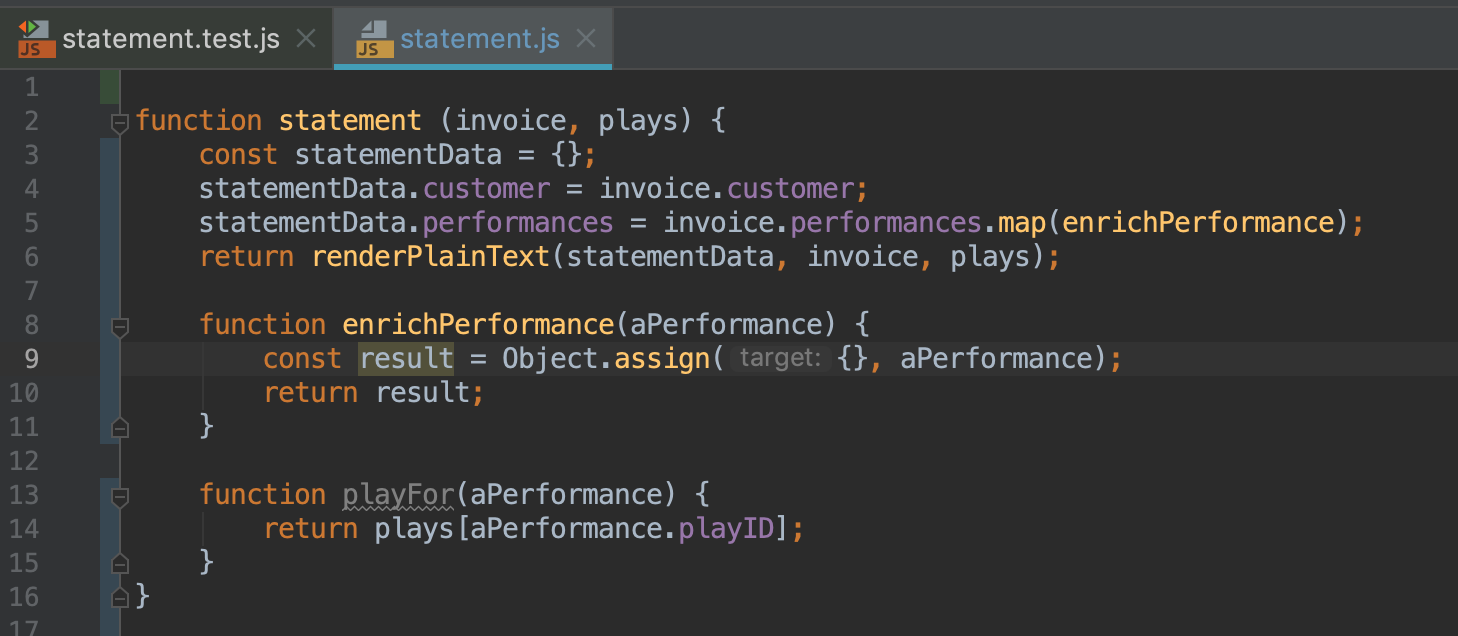 JS statement.test.js JS statement.js
1
2 function statement (invoice, plays) {
3 const statementData = {};
4 statementData.customer = invoice.customer;
5 statementData.performances = invoice.performances.map(enrichPerformance);
6 return renderPlainText(statementData, invoice, plays);
7
8 function enrichPerformance(aPerformance) {
9 const result = Object.assign( target: {}, aPerformance);
10 return result;
11 }
12
13 function playFor(aPerformance) {
14 return plays[aPerformance.playID];
15 }
16 }
17